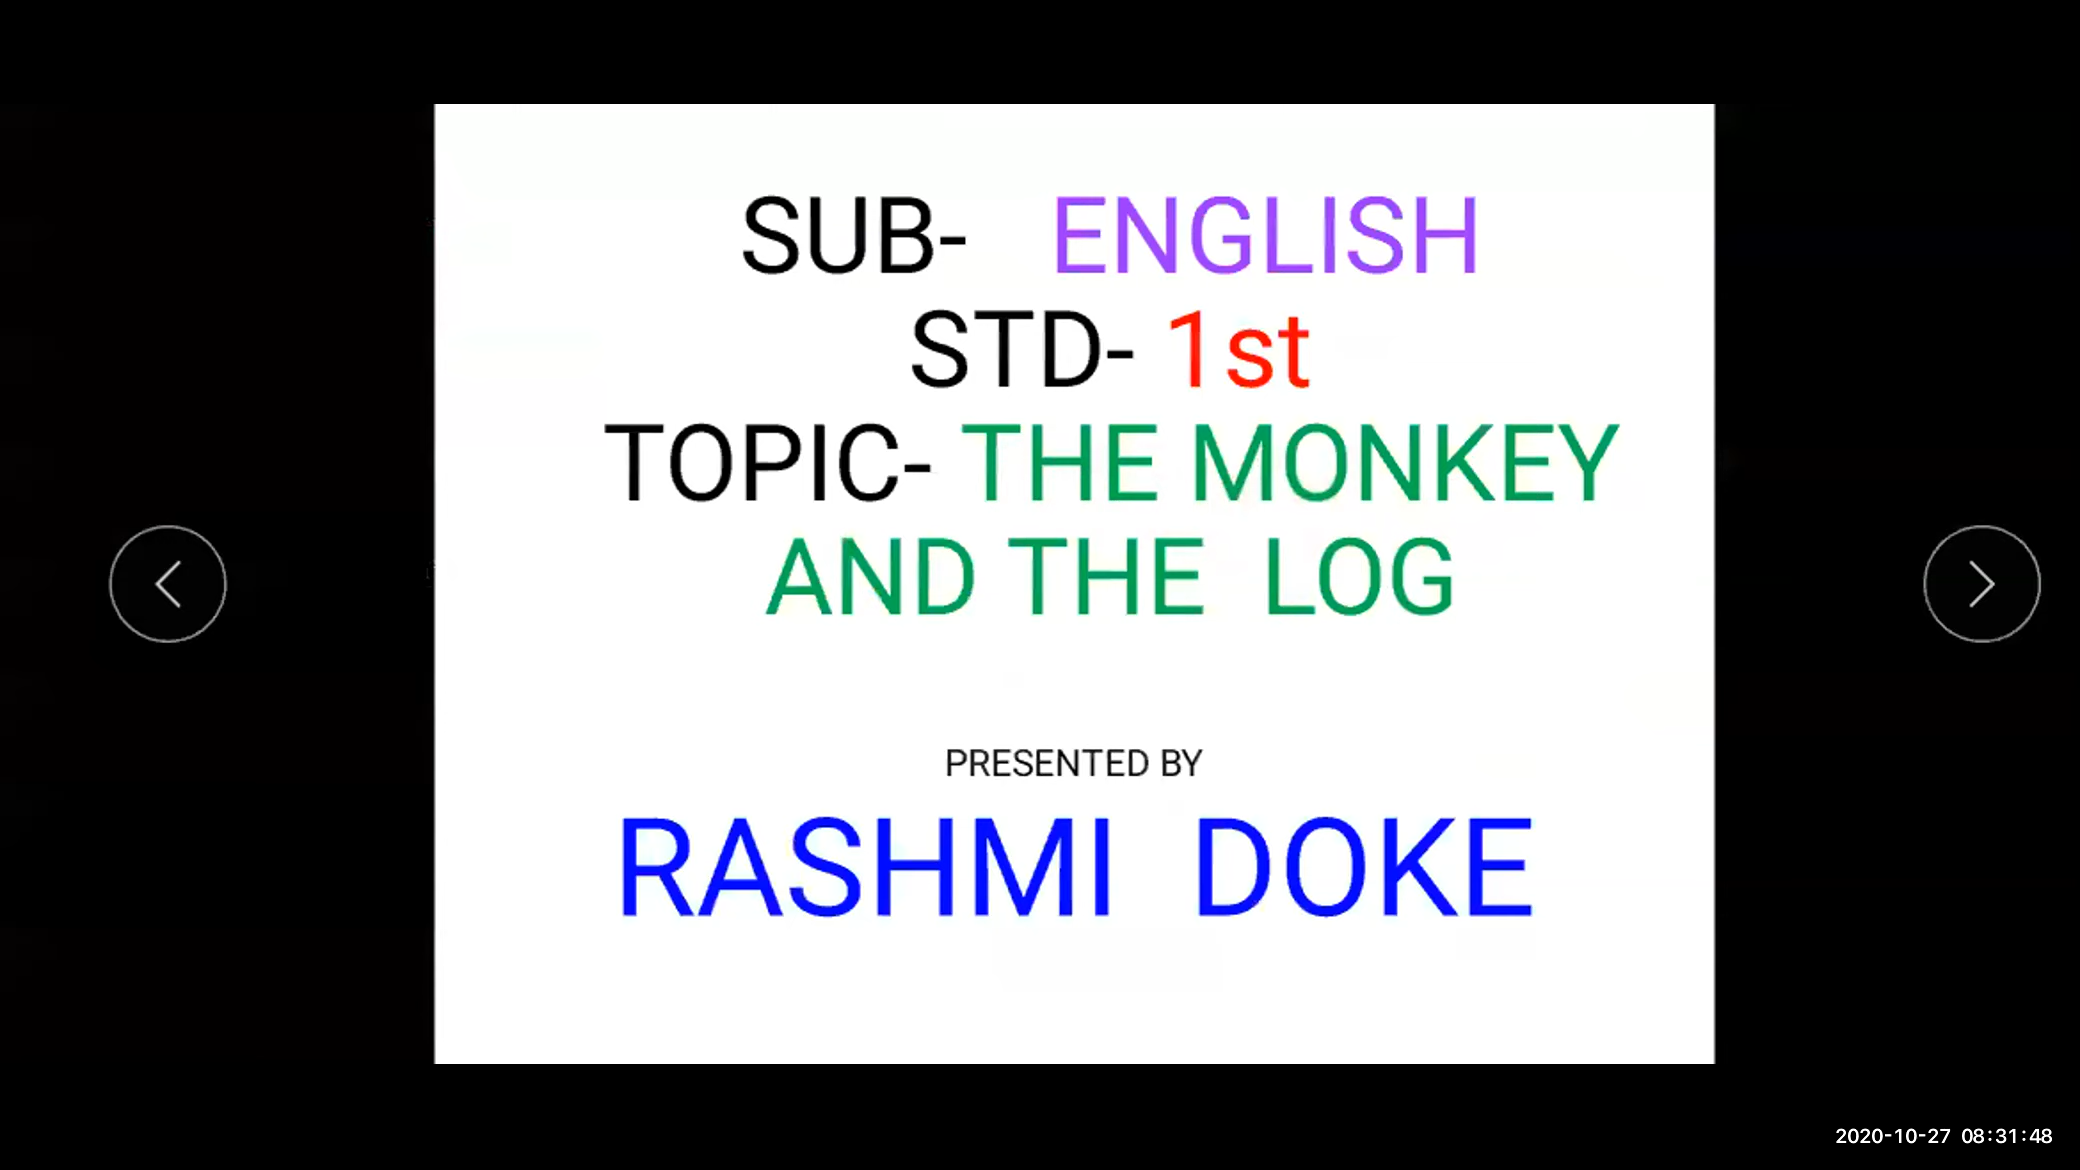 SUB- ENGLISH
STD- 1st
TOPIC- THE MONKEY
AND THE LOG
PRESENTED BY
RASHMI DOKE
2020-10-27 08:31:48